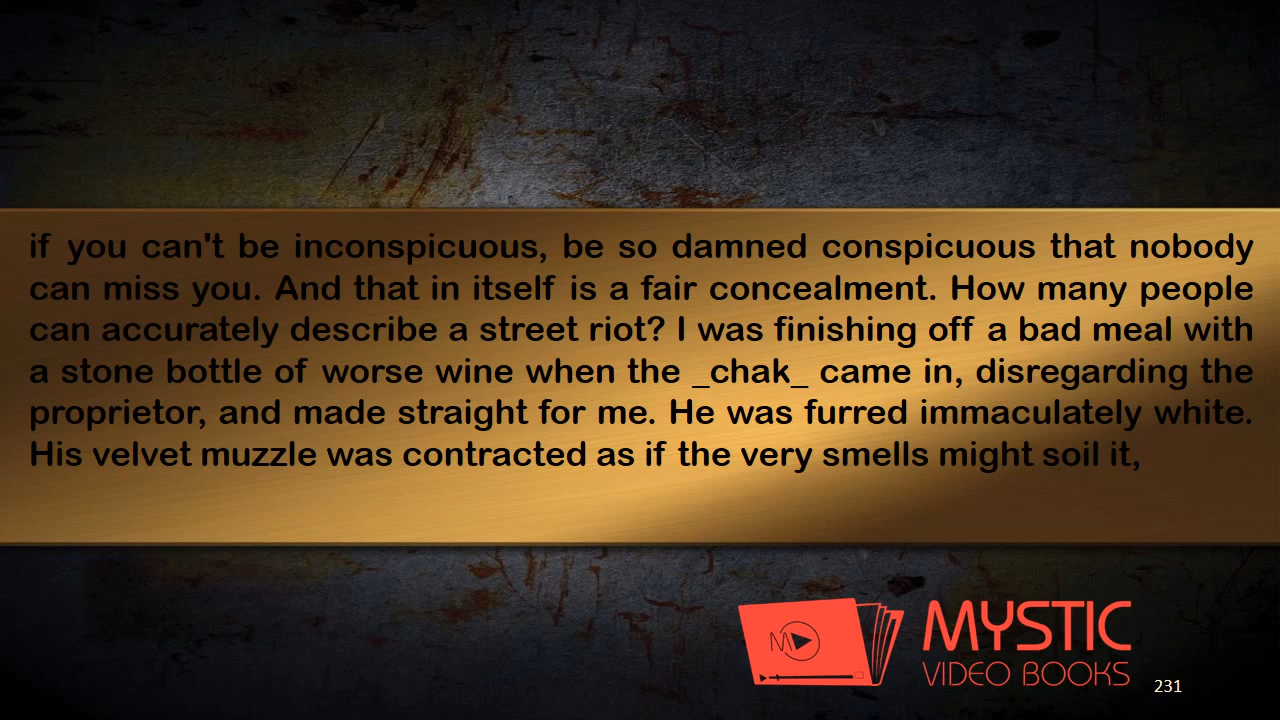 if you can't be inconspicuous, be so damned conspicuous that nobody
can miss you. And that in itself is a fair concealment. How many people
can accurately describe a street riot? I was finishing off a bad meal with
a stone bottle of worse wine when the _chak_ came in, disregarding the
proprietor, and made straight for me. He was furred immaculately white.
His velvet muzzle was contracted as if the very smells might soil it,
MYSTIC
VIDEO BOOKS
231